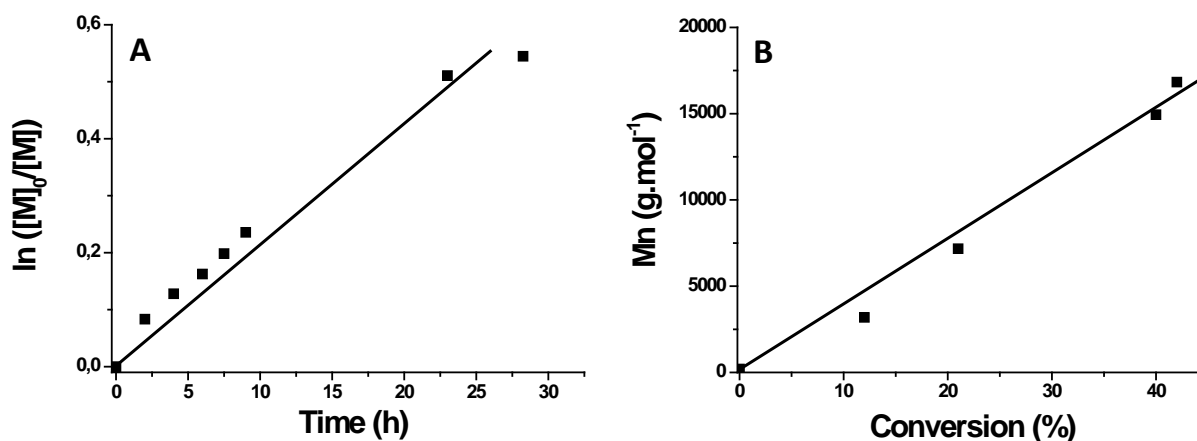 A
ln ([M]0/[M])
0,6
0,4
0,2
0,0
0 5 10 15 20 25 30
Time (h)
B
Mn (g.mol-1)
20000
15000
10000
5000
0
0 10 20 30 40
Conversion (%)